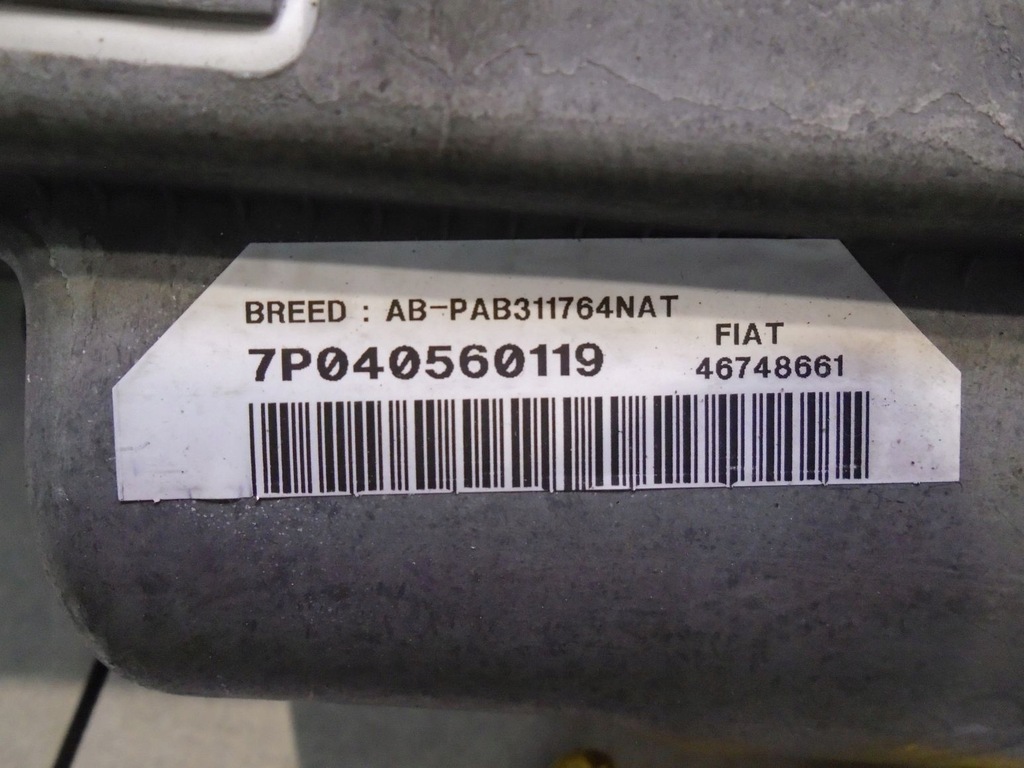 BREED : AB-PAB311764NAT
FIAT
7P040560119
46748661